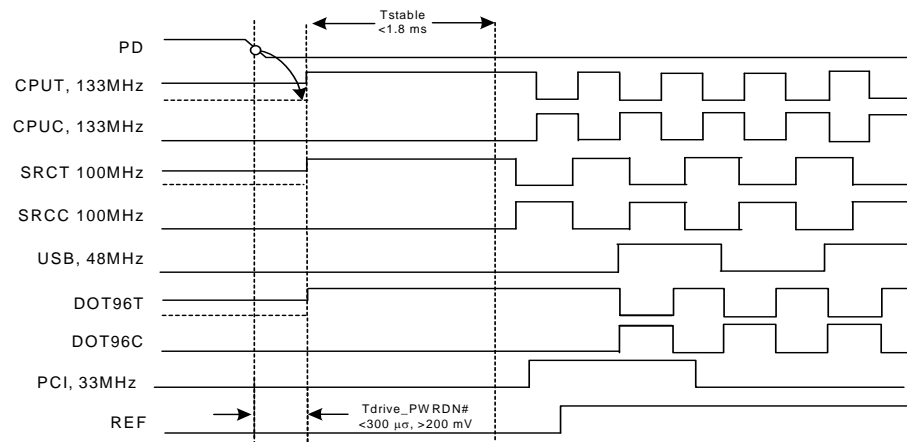 Tstable
<1.8 ms
PD
CPUT, 133MHz
CPUC, 133MHz
SRCT 100MHz
SRCC 100MHz
USB, 48MHz
DOT96T
DOT96C
PCI, 33MHz
Tdrive_PWRDN#
<300 μσ, >200 mV
REF